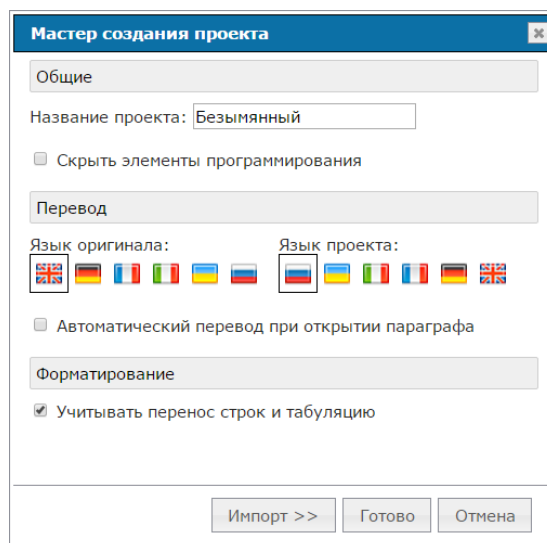 Мастер создания проекта
Общие
Название проекта: Безымянный
Скрыть элементы программирования
Перевод
Язык оригинала: Язык проекта:
Автоматический перевод при открытии параграфа
Форматирование
Учитывать перенос строк и табуляцию
Импорт >> Готово Отмена